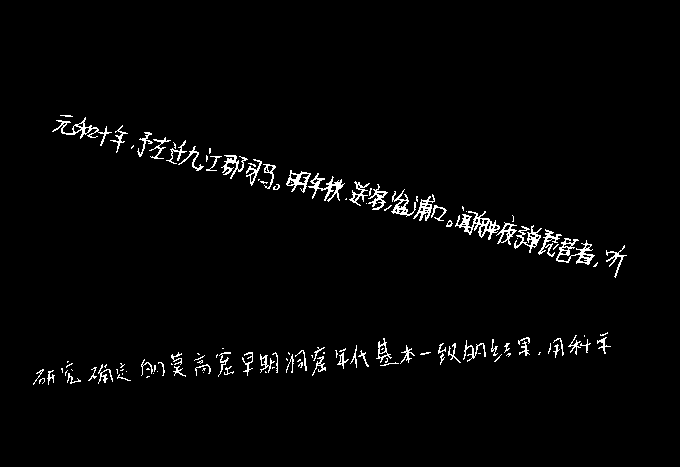 元和十年，予左迁九江郡司马。明年秋，送客湓浦口。闻舟中夜弹琵琶者，听
研究确定的莫高窟早期洞窟年代基本一致的结果，用科学